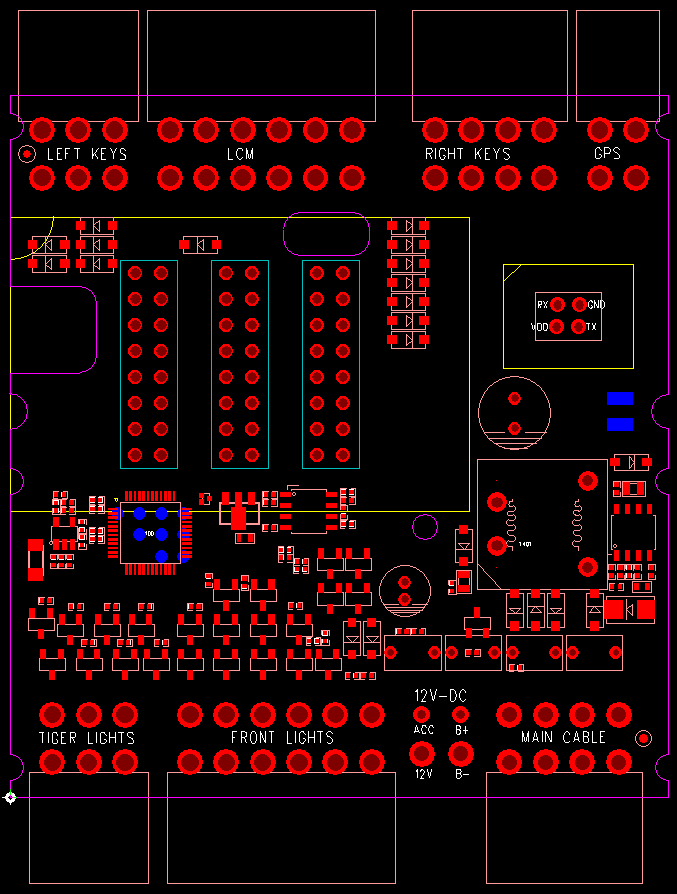 LEFT KEYS
LCM
RIGHT KEYS
GPS
RX
GND
VDD
TX
12V-DC
ACC
B+
TIGER LIGHTS
FRONT LIGHTS
MAIN CABLE
12V
B-